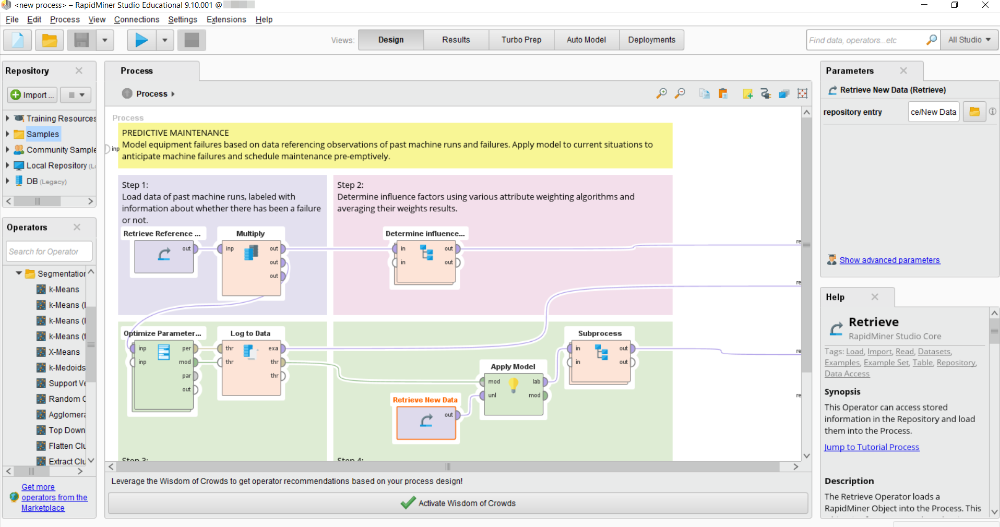 <new process> – RapidMiner Studio Educational 9.10.001 @
File Edit Process View Connections Settings Extensions Help
Views: Design Results Turbo Prep Auto Model Deployments
Find data, operators...etc
All Studio
Repository
Import ...
Training Resources
Samples
Community Sample
Local Repository (Lo
DB (Legacy)
Operators
Search for Operator
Segmentation
k-Means
k-Means (
k-Means (
k-Means (f
X-Means
k-Medoids
Support Ve
Random C
Agglomera
Top Down
Flatten Clu
Extract Clu
Get more
operators from the
Marketplace
Process
Process
Process
inp
PREDICTIVE MAINTENANCE
Model equipment failures based on data referencing observations of past machine runs and failures. Apply model to current situations to
anticipate machine failures and schedule maintenance pre-emptively.
Step 1:
Load data of past machine runs, labeled with
information about whether there has been a failure
or not.
Retrieve Reference ...
out
Multiply
inp out
out
out
Step 2:
Determine influence factors using various attribute weighting algorithms and
averaging their weights results.
Determine influence...
in out
in out
re
re
Optimize Parameter...
inp per
inp mod
par
out
Log to Data
thr exa
thr thr
thr
Apply Model
mod lab
unl mod
Retrieve New Data
out
Subprocess
in out
in out
re
re
Step 3:
Step 4:
Leverage the Wisdom of Crowds to get operator recommendations based on your process design!
Activate Wisdom of Crowds
Parameters
Retrieve New Data (Retrieve)
repository entry
ce/New Data
Show advanced parameters
Help
Retrieve
RapidMiner Studio Core
Tags: Load, Import, Read, Datasets,
Examples, Example Set, Table, Repository,
Data Access
Synopsis
This Operator can access stored
information in the Repository and load
them into the Process.
Jump to Tutorial Process
Description
The Retrieve Operator loads a
RapidMiner Object into the Process. This